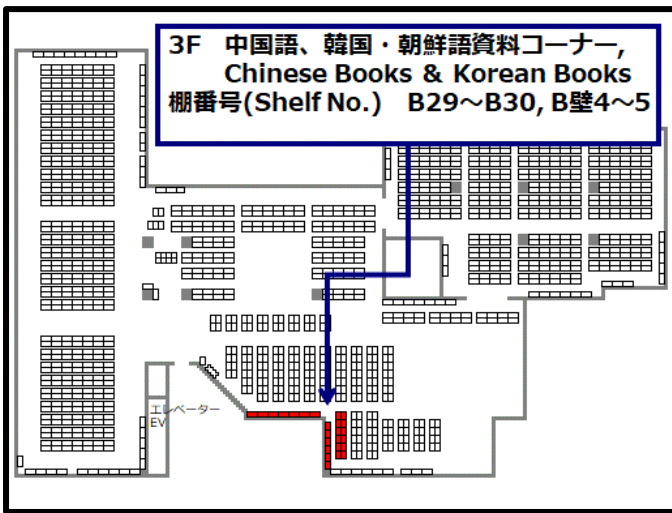 3F 中国語、韓国・朝鮮語資料コーナー,
Chinese Books & Korean Books
棚番号(Shelf No.) B29～B30, B壁4～5
エレベーター
EV